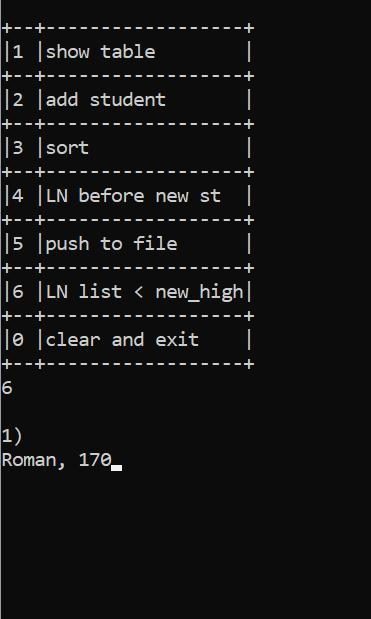 +--+------------------+
|1 |show table        |
+--+------------------+
|2 |add student       |
+--+------------------+
|3 |sort              |
+--+------------------+
|4 |LN before new st  |
+--+------------------+
|5 |push to file      |
+--+------------------+
|6 |LN list < new_high|
+--+------------------+
|0 |clear and exit    |
+--+------------------+
6
1)
Roman, 170